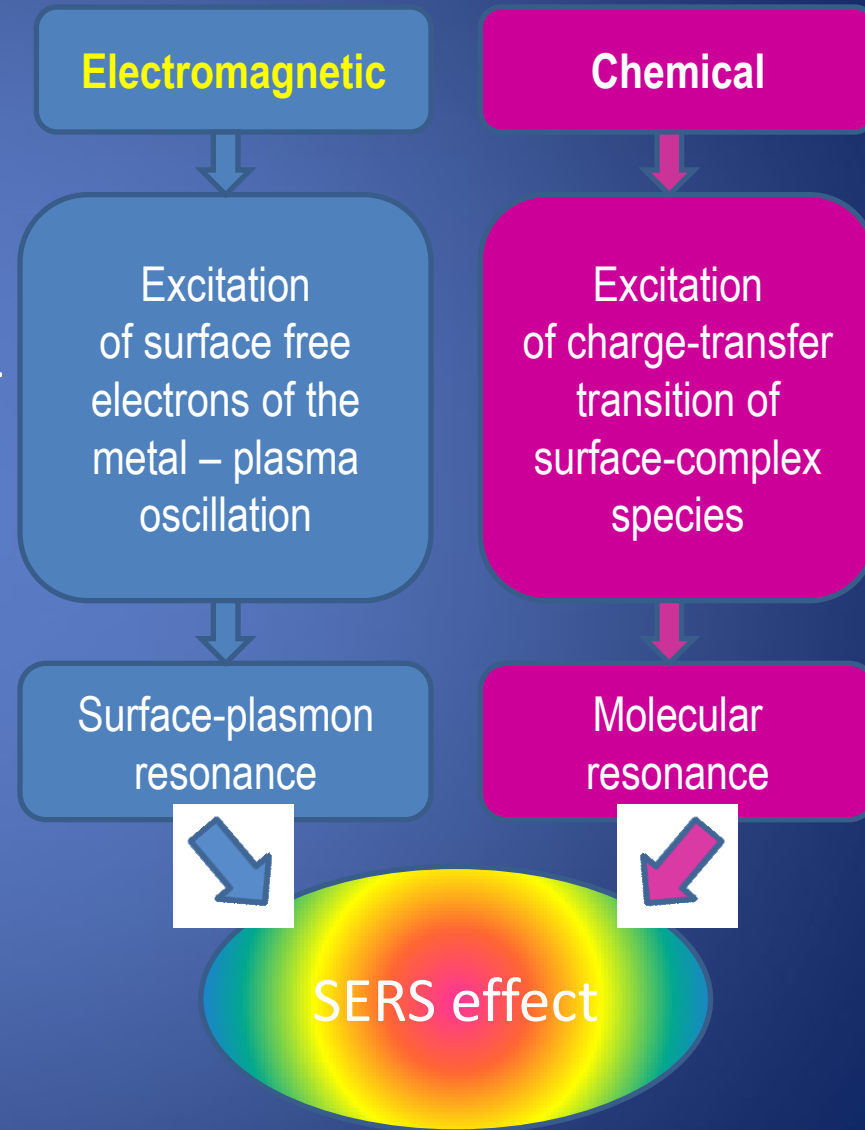 Electromagnetic
Excitation
of surface free
electrons of the
metal – plasma
oscillation
Surface-plasmon
resonance
Chemical
Excitation
of charge-transfer
transition of
surface-complex
species
Molecular
resonance
SERS effect